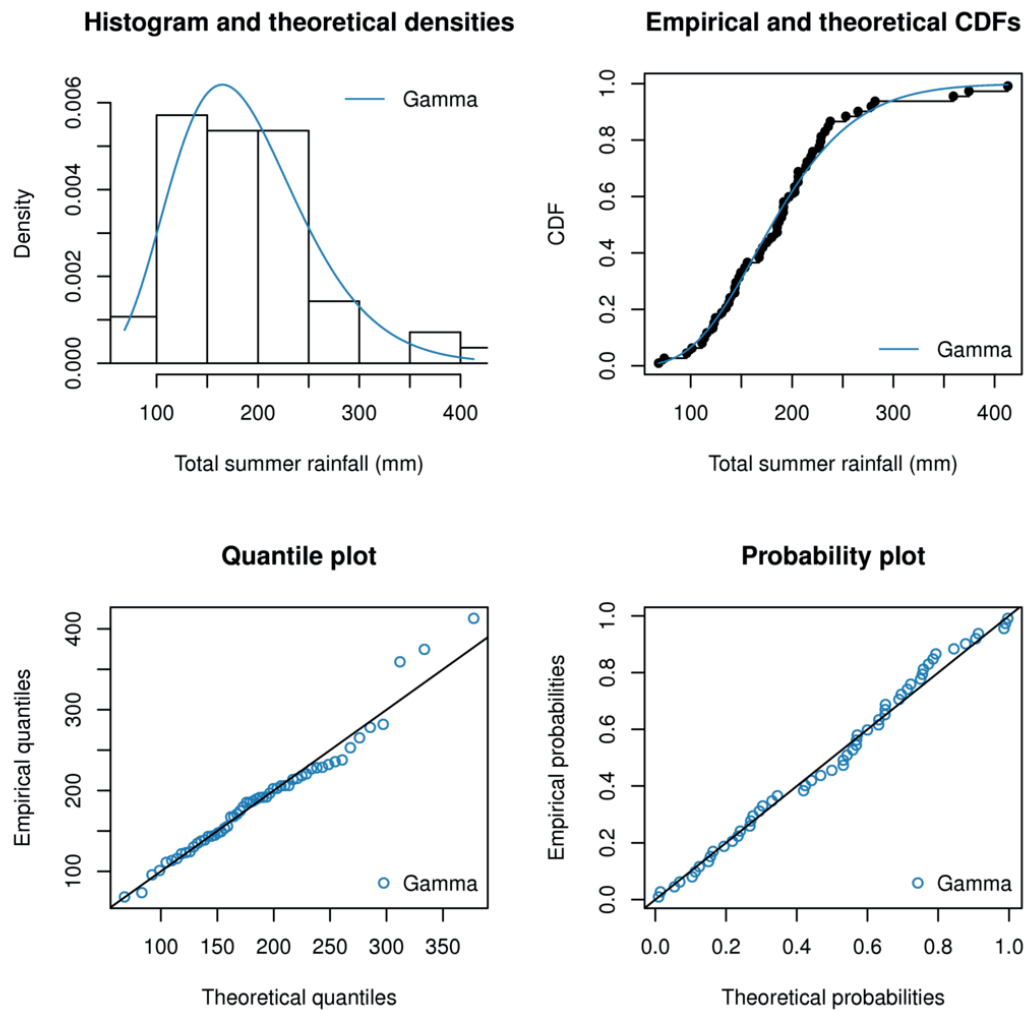 Histogram and theoretical densities
Density
0.000
0.002
0.004
0.006
Gamma
100
200
300
400
Total summer rainfall (mm)
Empirical and theoretical CDFs
CDF
0.0
0.2
0.4
0.6
0.8
1.0
Gamma
100
200
300
400
Total summer rainfall (mm)
Quantile plot
Empirical quantiles
100
200
300
400
Gamma
100
150
200
250
300
350
Theoretical quantiles
Probability plot
Empirical probabilities
0.0
0.2
0.4
0.6
0.8
1.0
Gamma
0.0
0.2
0.4
0.6
0.8
1.0
Theoretical probabilities